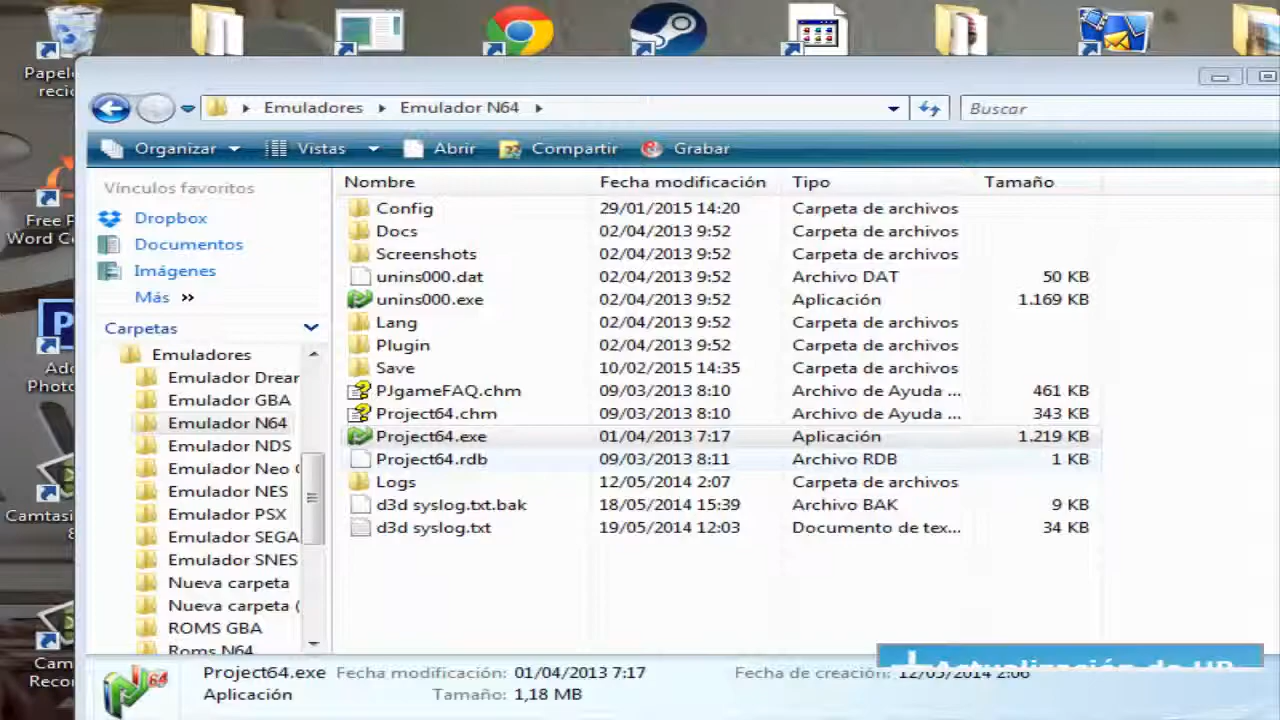 Papel
reci
Free P
Word Co
Ado
Photo
Camtasi
8
Cam
Reco
Emuladores Emulador N64
Buscar
Organizar Vistas Abrir Compartir Grabar
Vínculos favoritos
Dropbox
Documentos
Imágenes
Más »
Carpetas
Emuladores
Emulador Drear
Emulador GBA
Emulador N64
Emulador NDS
Emulador Neo
Emulador NES
Emulador PSX
Emulador SEGA
Emulador SNES
Nueva carpeta
Nueva carpeta (
ROMS GBA
Roms N64
Nombre Fecha modificación Tipo Tamaño
Config 29/01/2015 14:20 Carpeta de archivos
Docs 02/04/2013 9:52 Carpeta de archivos
Screenshots 02/04/2013 9:52 Carpeta de archivos
unins000.dat 02/04/2013 9:52 Archivo DAT 50 KB
unins000.exe 02/04/2013 9:52 Aplicación 1.169 KB
Lang 02/04/2013 9:52 Carpeta de archivos
Plugin 02/04/2013 9:52 Carpeta de archivos
Save 10/02/2015 14:35 Carpeta de archivos
PJgameFAQ.chm 09/03/2013 8:10 Archivo de Ayuda ... 461 KB
Project64.chm 09/03/2013 8:10 Archivo de Ayuda ... 343 KB
Project64.exe 01/04/2013 7:17 Aplicación 1.219 KB
Project64.rdb 09/03/2013 8:11 Archivo RDB 1 KB
Logs 12/05/2014 2:07 Carpeta de archivos
d3d syslog.txt.bak 18/05/2014 15:39 Archivo BAK 9 KB
d3d syslog.txt 19/05/2014 12:03 Documento de tex... 34 KB
64
Project64.exe Fecha modificación: 01/04/2013 7:17 Fecha de creación: 12/05/2014 2:06
Aplicación Tamaño: 1,18 MB
Actualización de